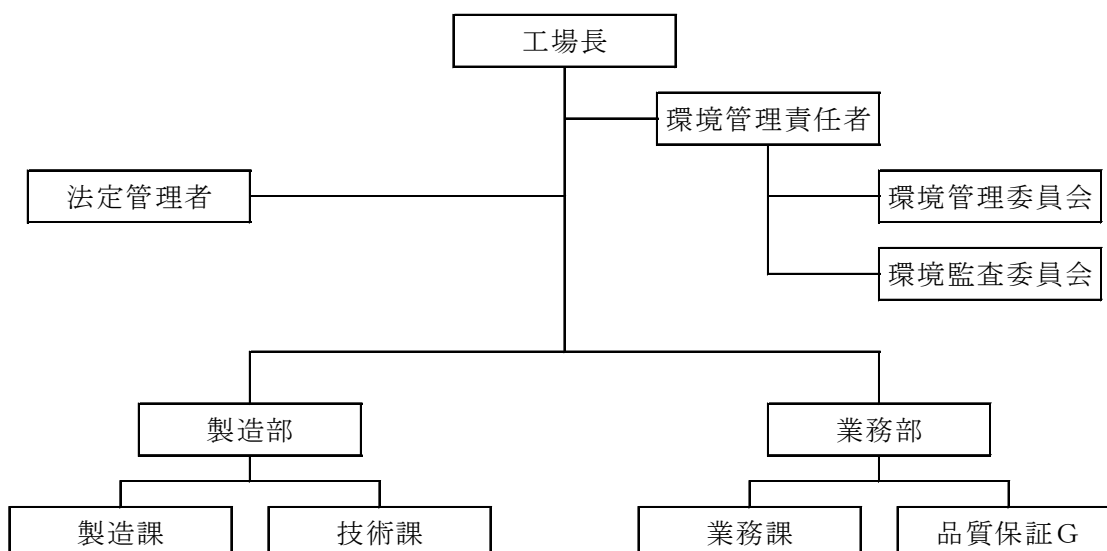 工場長
環境管理責任者
法定管理者
環境管理委員会
環境監査委員会
製造部
業務部
製造課
技術課
業務課
品質保証G